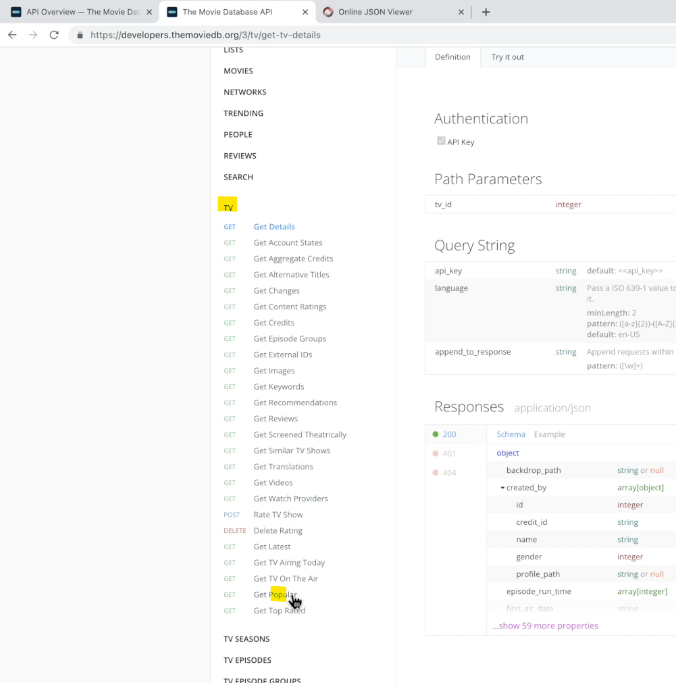 API Overview — The Movie Dat
The Movie Database API
Online JSON Viewer
https://developers.themoviedb.org/3/tv/get-tv-details
LISTS
MOVIES
NETWORKS
TRENDING
PEOPLE
REVIEWS
SEARCH
TV
GET Get Details
GET Get Account States
GET Get Aggregate Credits
GET Get Alternative Titles
GET Get Changes
GET Get Content Ratings
GET Get Credits
GET Get Episode Groups
GET Get External IDs
GET Get Images
GET Get Keywords
GET Get Recommendations
GET Get Reviews
GET Get Screened Theatrically
GET Get Similar TV Shows
GET Get Translations
GET Get Videos
GET Get Watch Providers
POST Rate TV Show
DELETE Delete Rating
GET Get Latest
GET Get TV Airing Today
GET Get TV On The Air
GET Get Popular
GET Get Top Rated
TV SEASONS
TV EPISODES
TV EPISODE GROUPS
Definition Try it out
Authentication
API Key
Path Parameters
tv_id integer
Query String
api_key string default: <<api_key>>
language string Pass a ISO 639-1 value to
it.
minLength: 2
pattern: ([a-z]{2})-([A-Z]{
default: en-US
append_to_response string Append requests within
pattern: ([\w]+)
Responses application/json
200 Schema Example
401
404
object
backdrop_path string or null
created_by array[object]
id integer
credit_id string
name string
gender integer
profile_path string or null
episode_run_time array[integer]
first_air_date string
...show 59 more properties